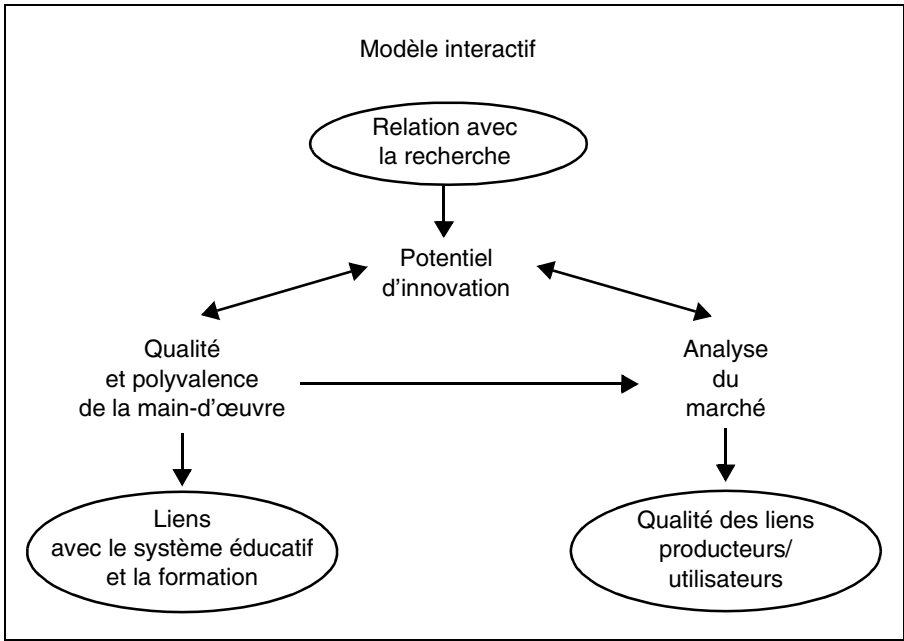 Modèle interactif
Relation avec
la recherche
Potentiel
d'innovation
Qualité
et polyvalence
de la main-d'œuvre
Analyse
du
marché
Liens
avec le système éducatif
et la formation
Qualité des liens
producteurs/
utilisateurs